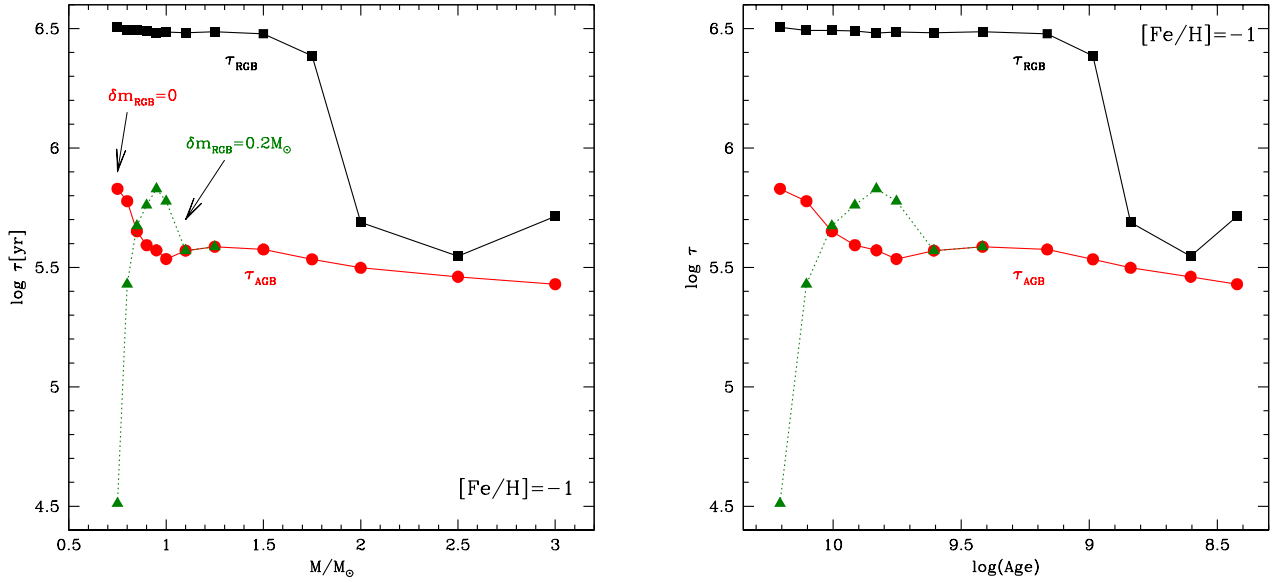 6.5
6
5.5
5
4.5
log τ[yr]
τRGB
δmRGB=0
δmRGB=0.2M⊙
τAGB
[Fe/H]=−1
0.5 1 1.5 2 2.5 3
M/M⊙
6.5
6
5.5
5
4.5
log τ
[Fe/H]=−1
τRGB
τAGB
10 9.5 9 8.5
log(Age)